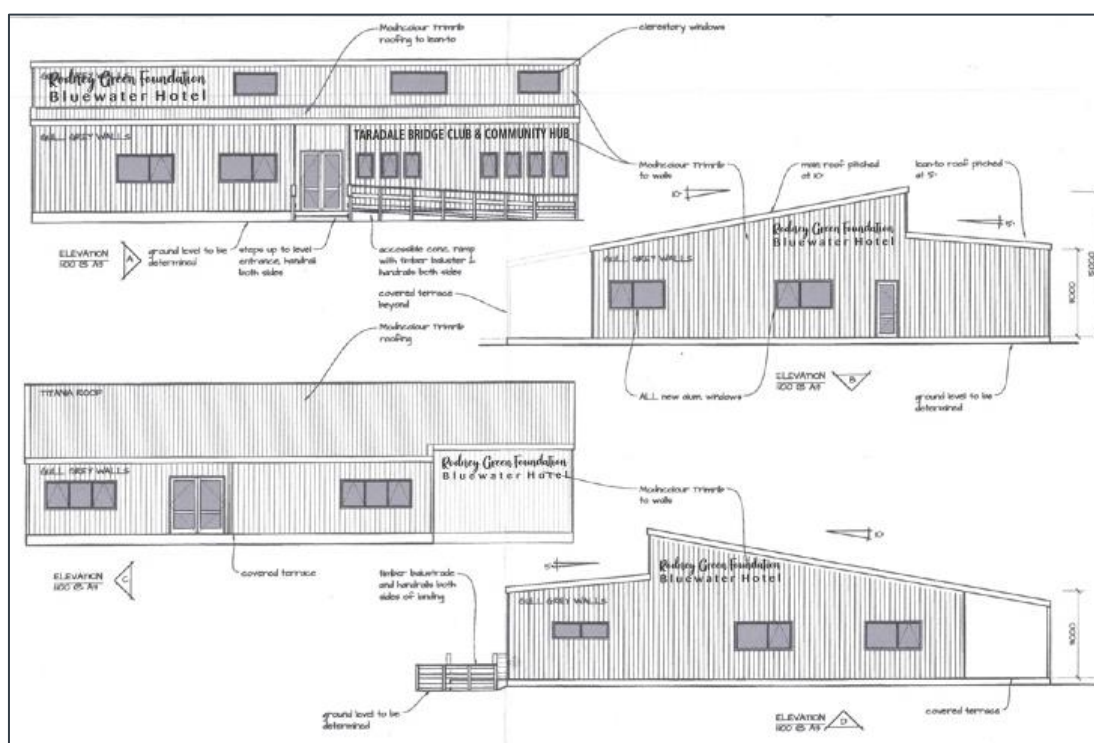 Modncolour Trimrib
roofing to lean-to
clerestory windows
Rodney Green Foundation
Bluewater Hotel
GULL GREY WALLS
TARADALE BRIDGE CLUB & COMMUNITY HUB
Modncolour Trimrib
to walls
ELEVATION
A
ground level to be
determined
steps up to level
entrance, handrail
both sides
accessible conc. ramp
with timber baluster &
handrails both sides
main roof pitched
at 10°
lean-to roof pitched
at 5°
10°
5°
Rodney Green Foundation
Bluewater Hotel
GULL GREY WALLS
covered terrace
beyond
3000
ELEVATION
B
ALL new alum. windows
ground level to be
determined
Modncolour Trimrib
roofing
TITANIA ROOF
GULL GREY WALLS
Rodney Green Foundation
Bluewater Hotel
ELEVATION
C
covered terrace
Modncolour Trimrib
to walls
timber balustrade
and handrails both
sides of landing
5°
10°
Rodney Green Foundation
Bluewater Hotel
GULL GREY WALLS
3000
ground level to be
determined
ELEVATION
D
covered terrace